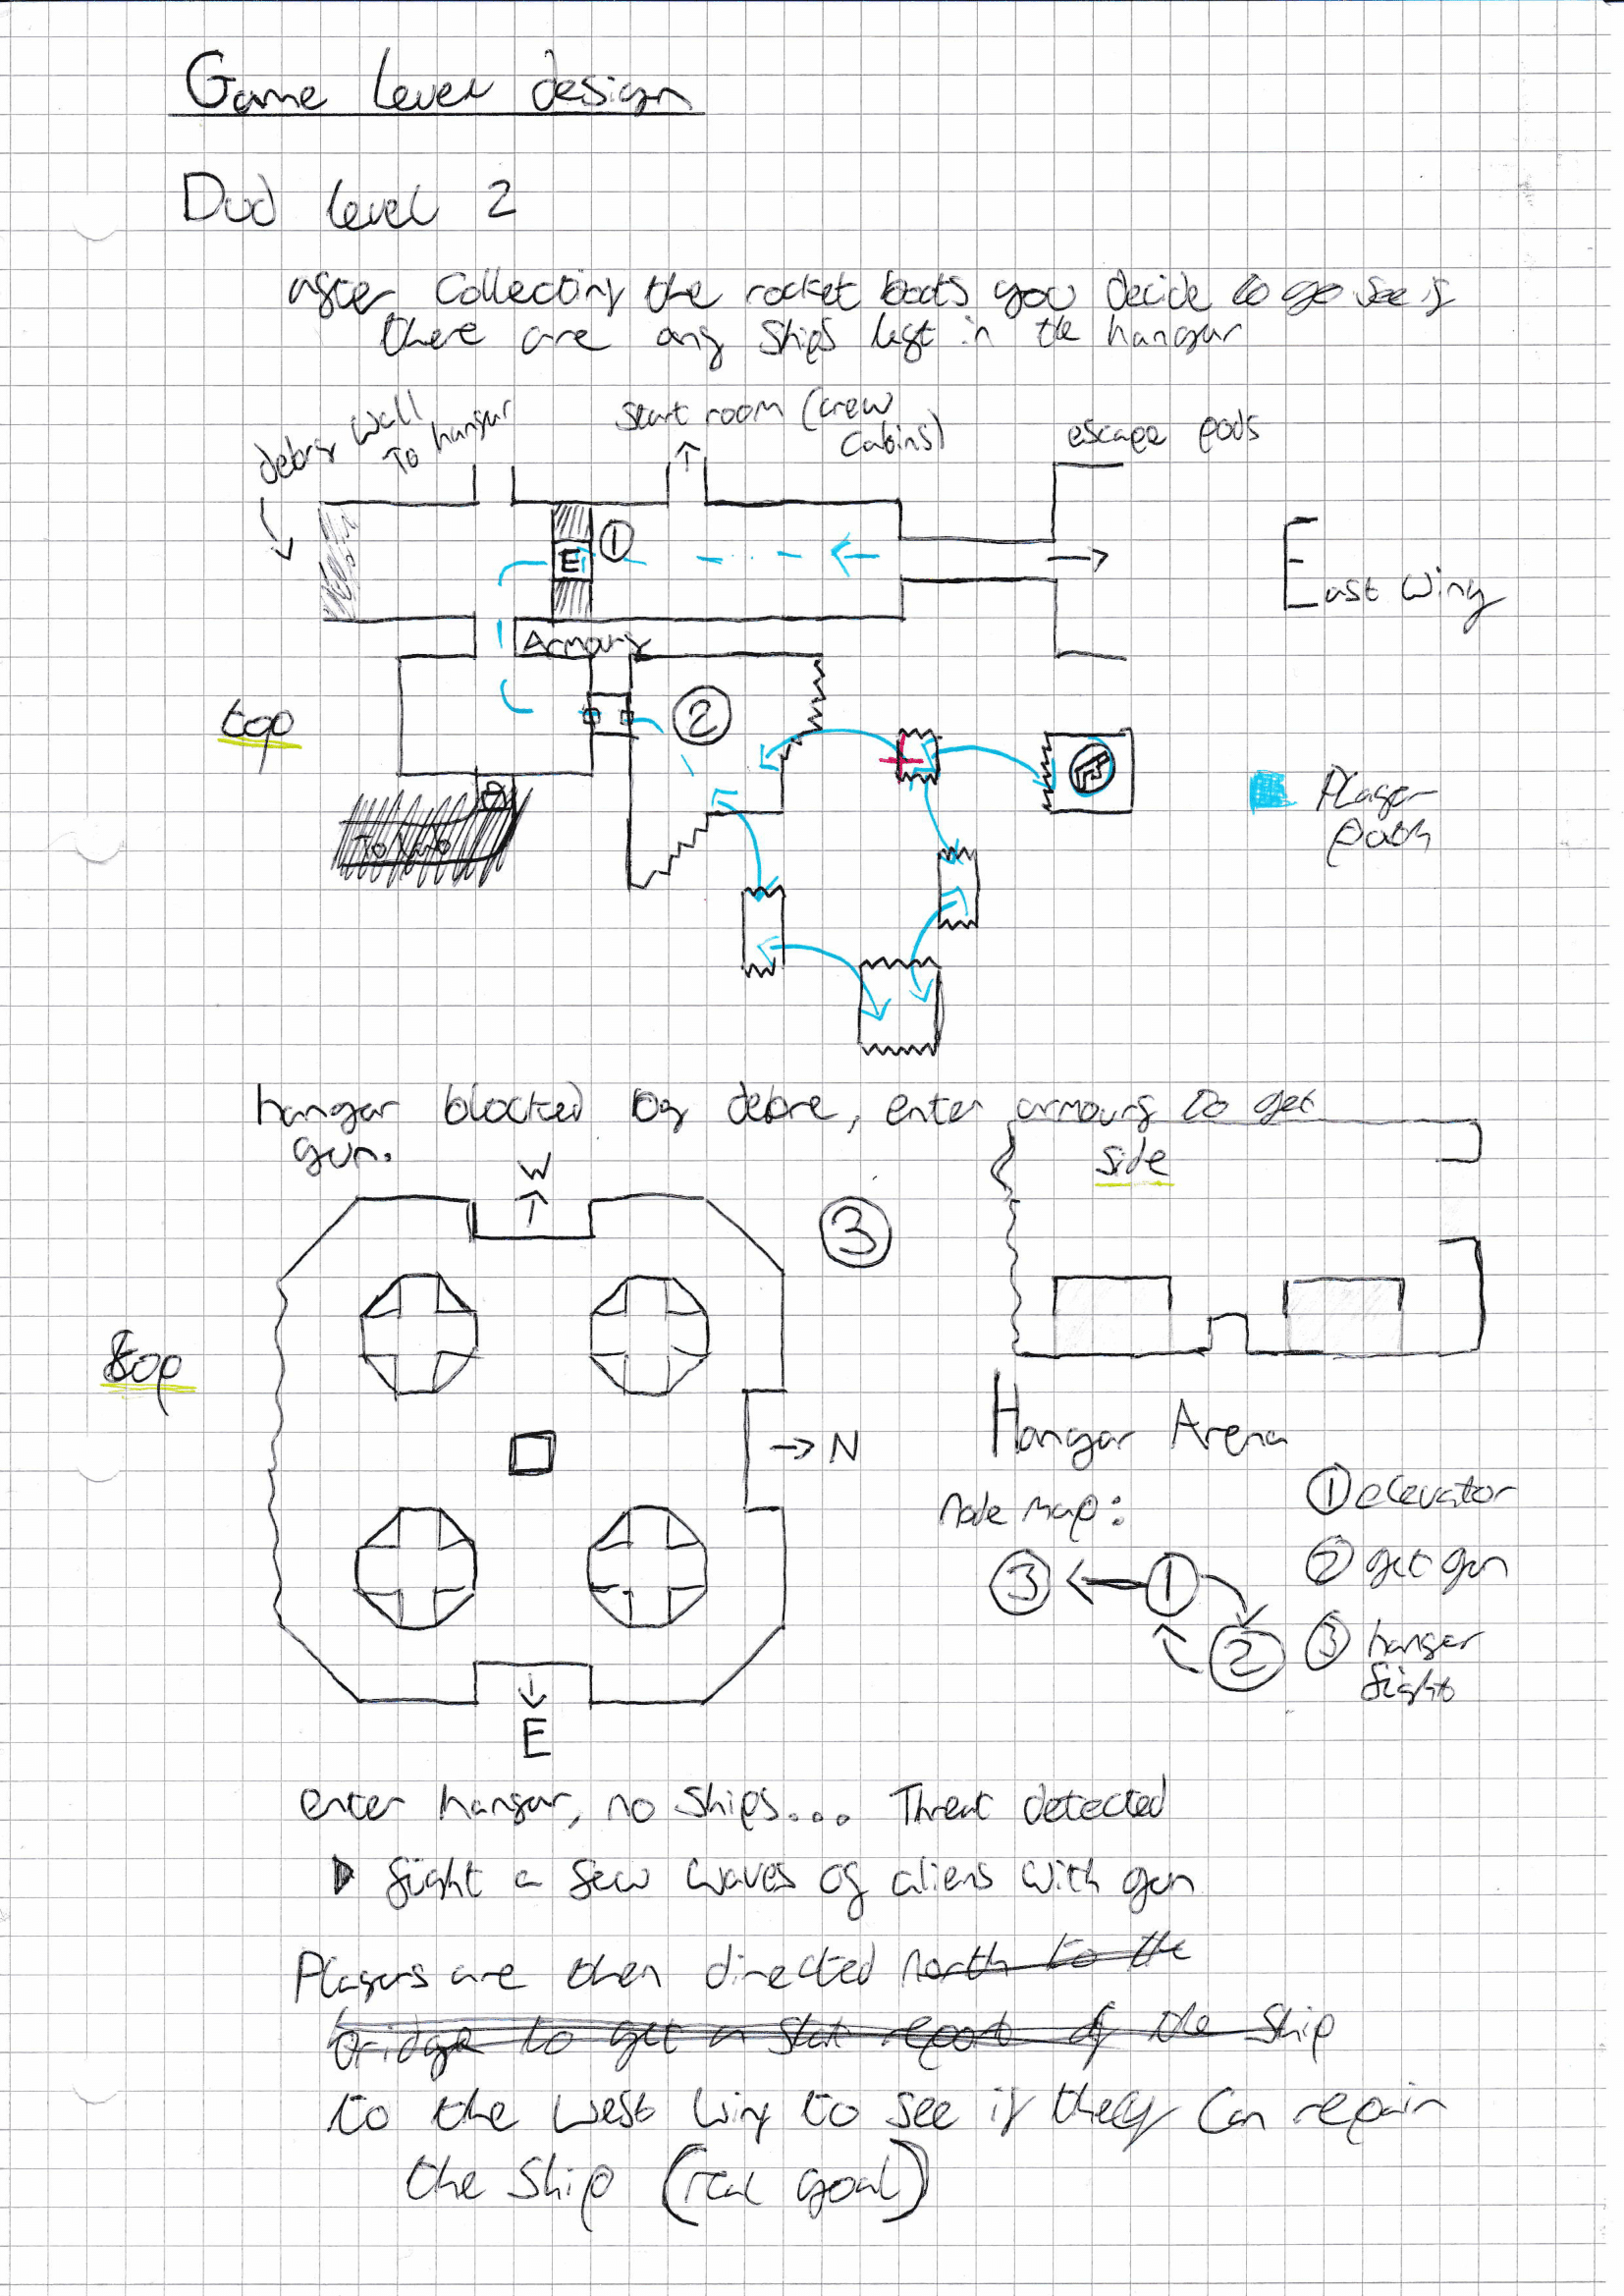 Game level design
Dud level 2
after collecting the rocket boots you decide to go see if
there are any ships left in the hangar
debry wall
To hangar
start room (crew
cabins)
escape pods
1
E
East Wing
Armoury
top
2
Player
path
hangar blocked by debre, enter armoury to get
gun.
side
W
3
top
N
Hangar Arena
Node map:
1 elevator
2 get gun
3 hangar
fight
3 1
2
E
enter hangar, no ships... Threat detected
fight a few waves of aliens with gun
Players are then directed north to the
bridge to get a stat report of the ship
to the west wing to see if they can repair
the ship (real goal)